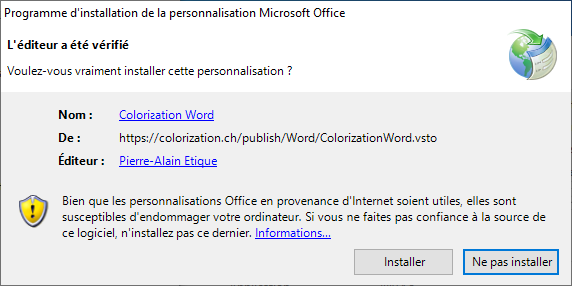 Programme d'installation de la personnalisation Microsoft Office
L'éditeur a été vérifié
Voulez-vous vraiment installer cette personnalisation ?
Nom : Colorization Word
De : https://colorization.ch/publish/Word/ColorizationWord.vsto
Éditeur : Pierre-Alain Etique
Bien que les personnalisations Office en provenance d'Internet soient utiles, elles sont
susceptibles d'endommager votre ordinateur. Si vous ne faites pas confiance à la source de
ce logiciel, n'installez pas ce dernier. Informations...
Installer Ne pas installer